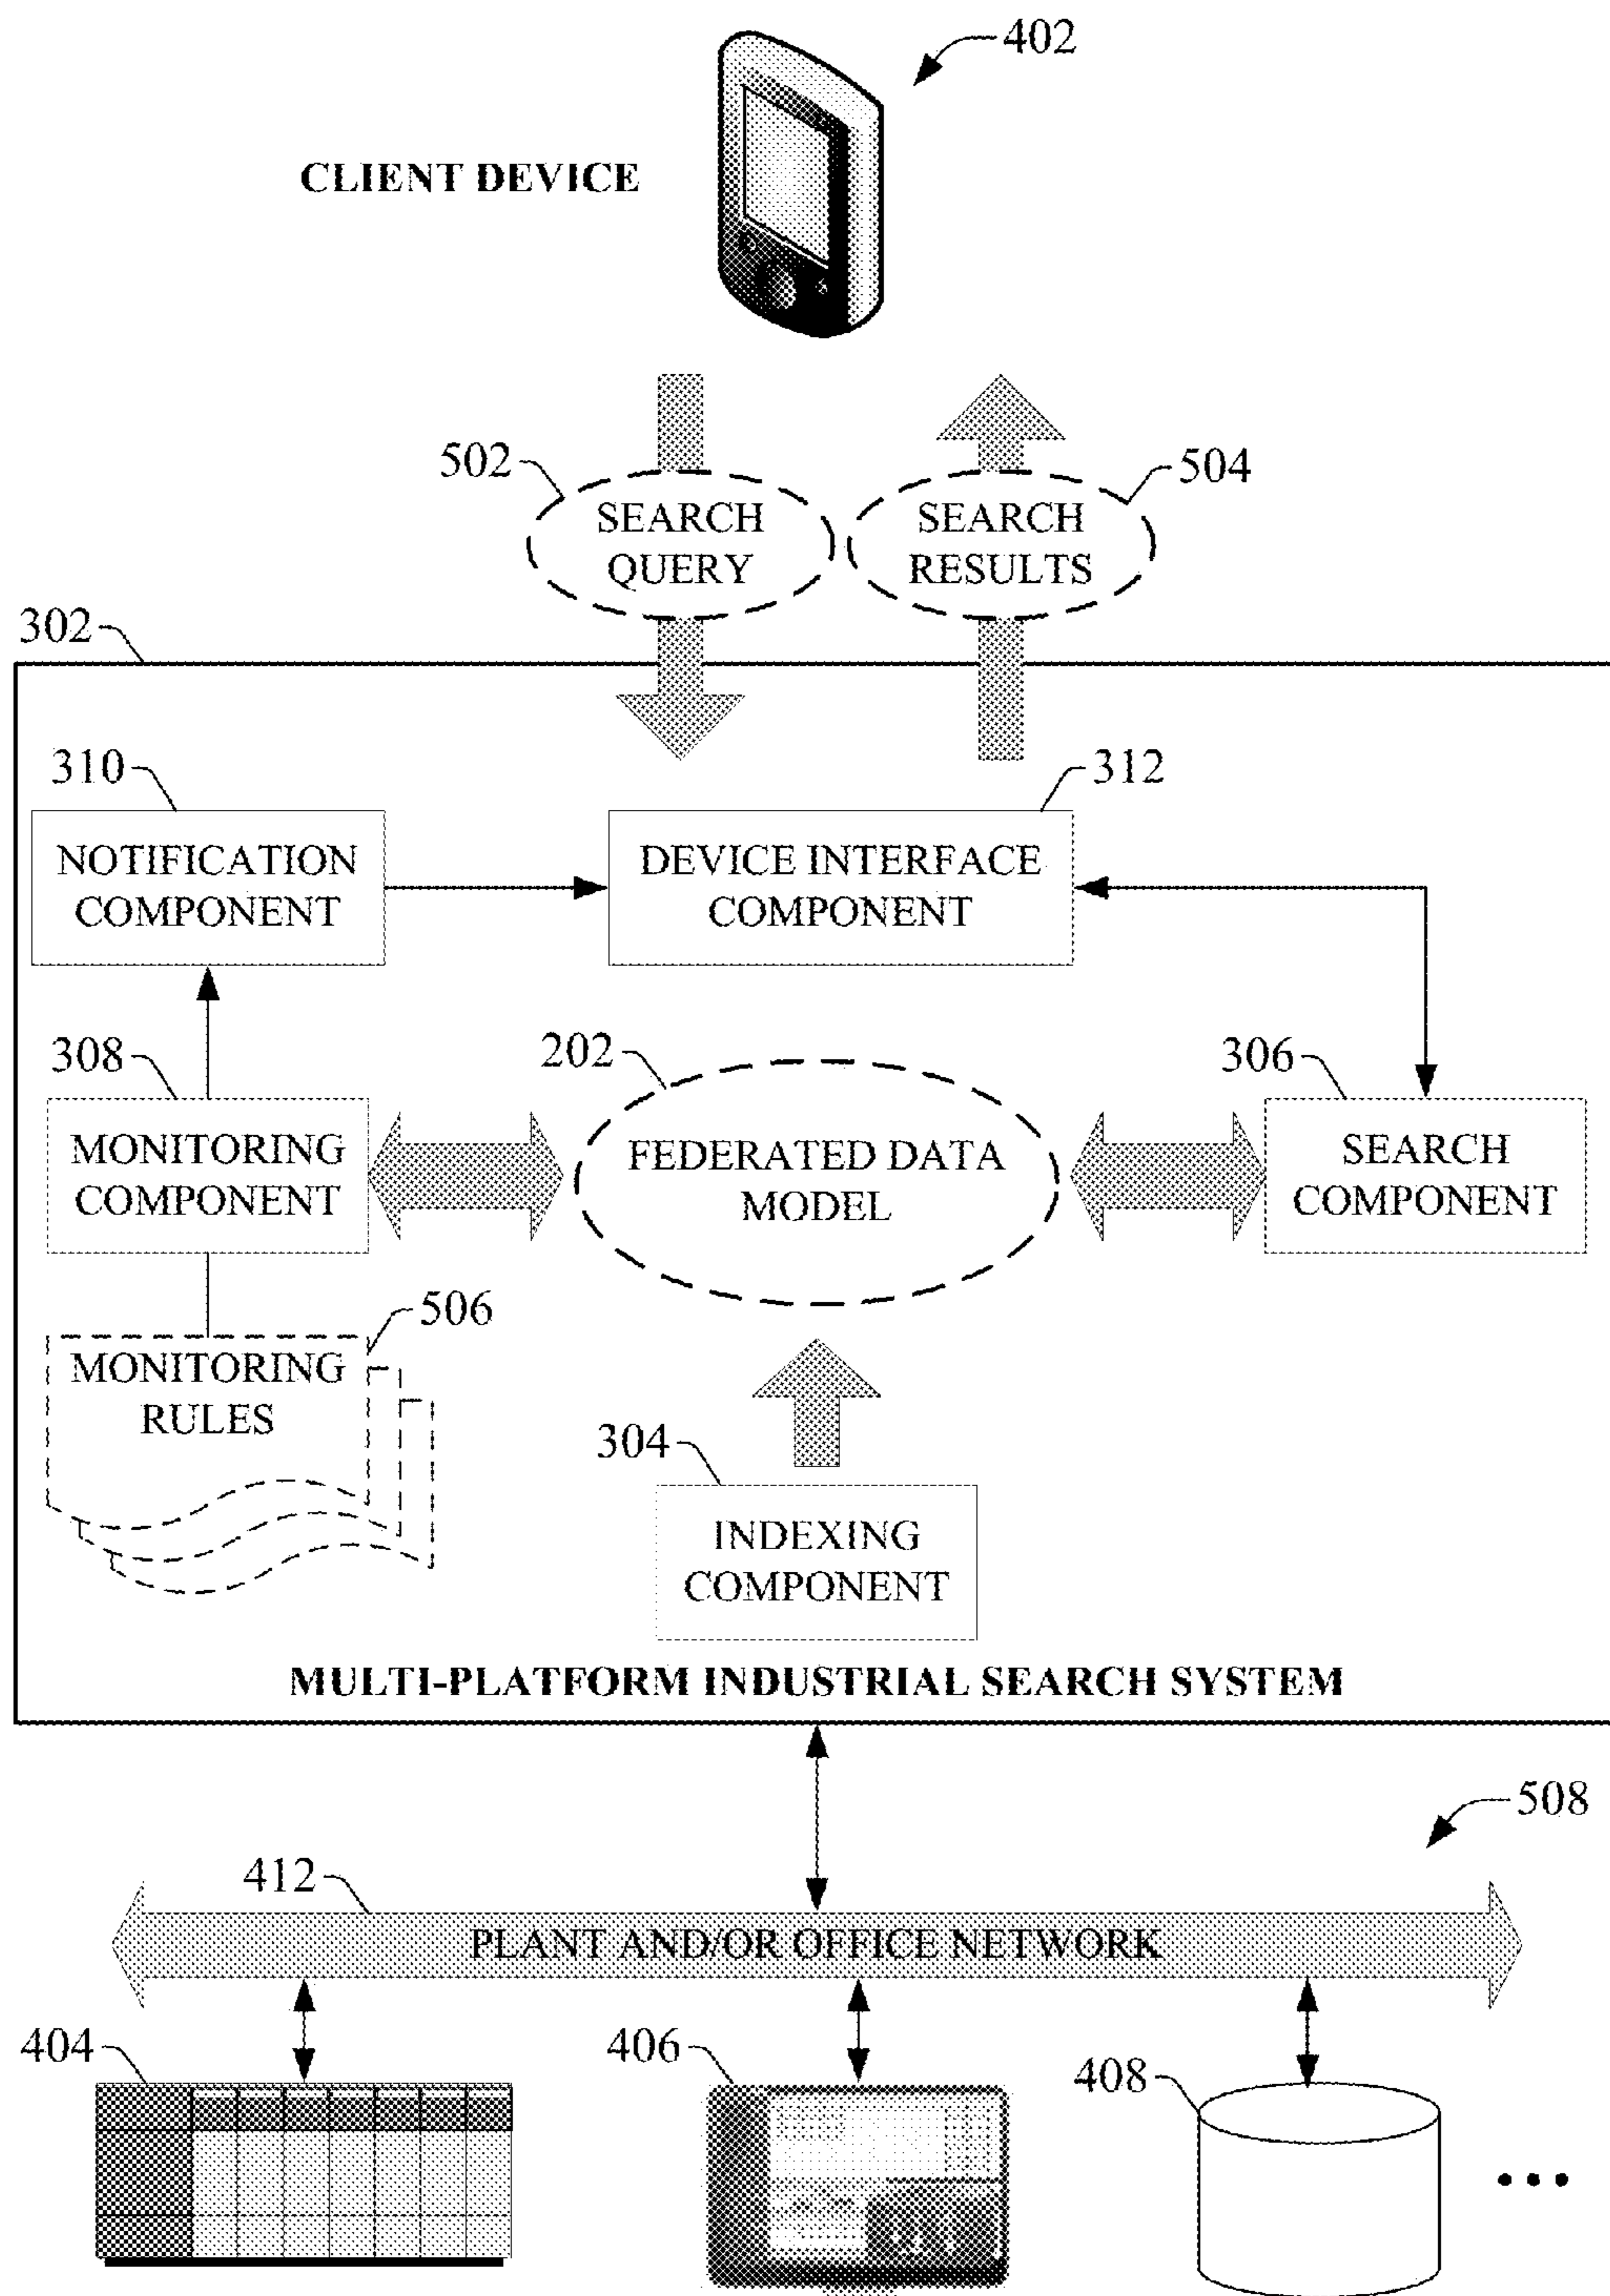 402
CLIENT DEVICE
502
504
SEARCH
QUERY
SEARCH
RESULTS
302
310
312
NOTIFICATION
COMPONENT
DEVICE INTERFACE
COMPONENT
308
202
306
MONITORING
COMPONENT
FEDERATED DATA
MODEL
SEARCH
COMPONENT
506
MONITORING
RULES
304
INDEXING
COMPONENT
MULTI-PLATFORM INDUSTRIAL SEARCH SYSTEM
508
412
PLANT AND/OR OFFICE NETWORK
404
406
408